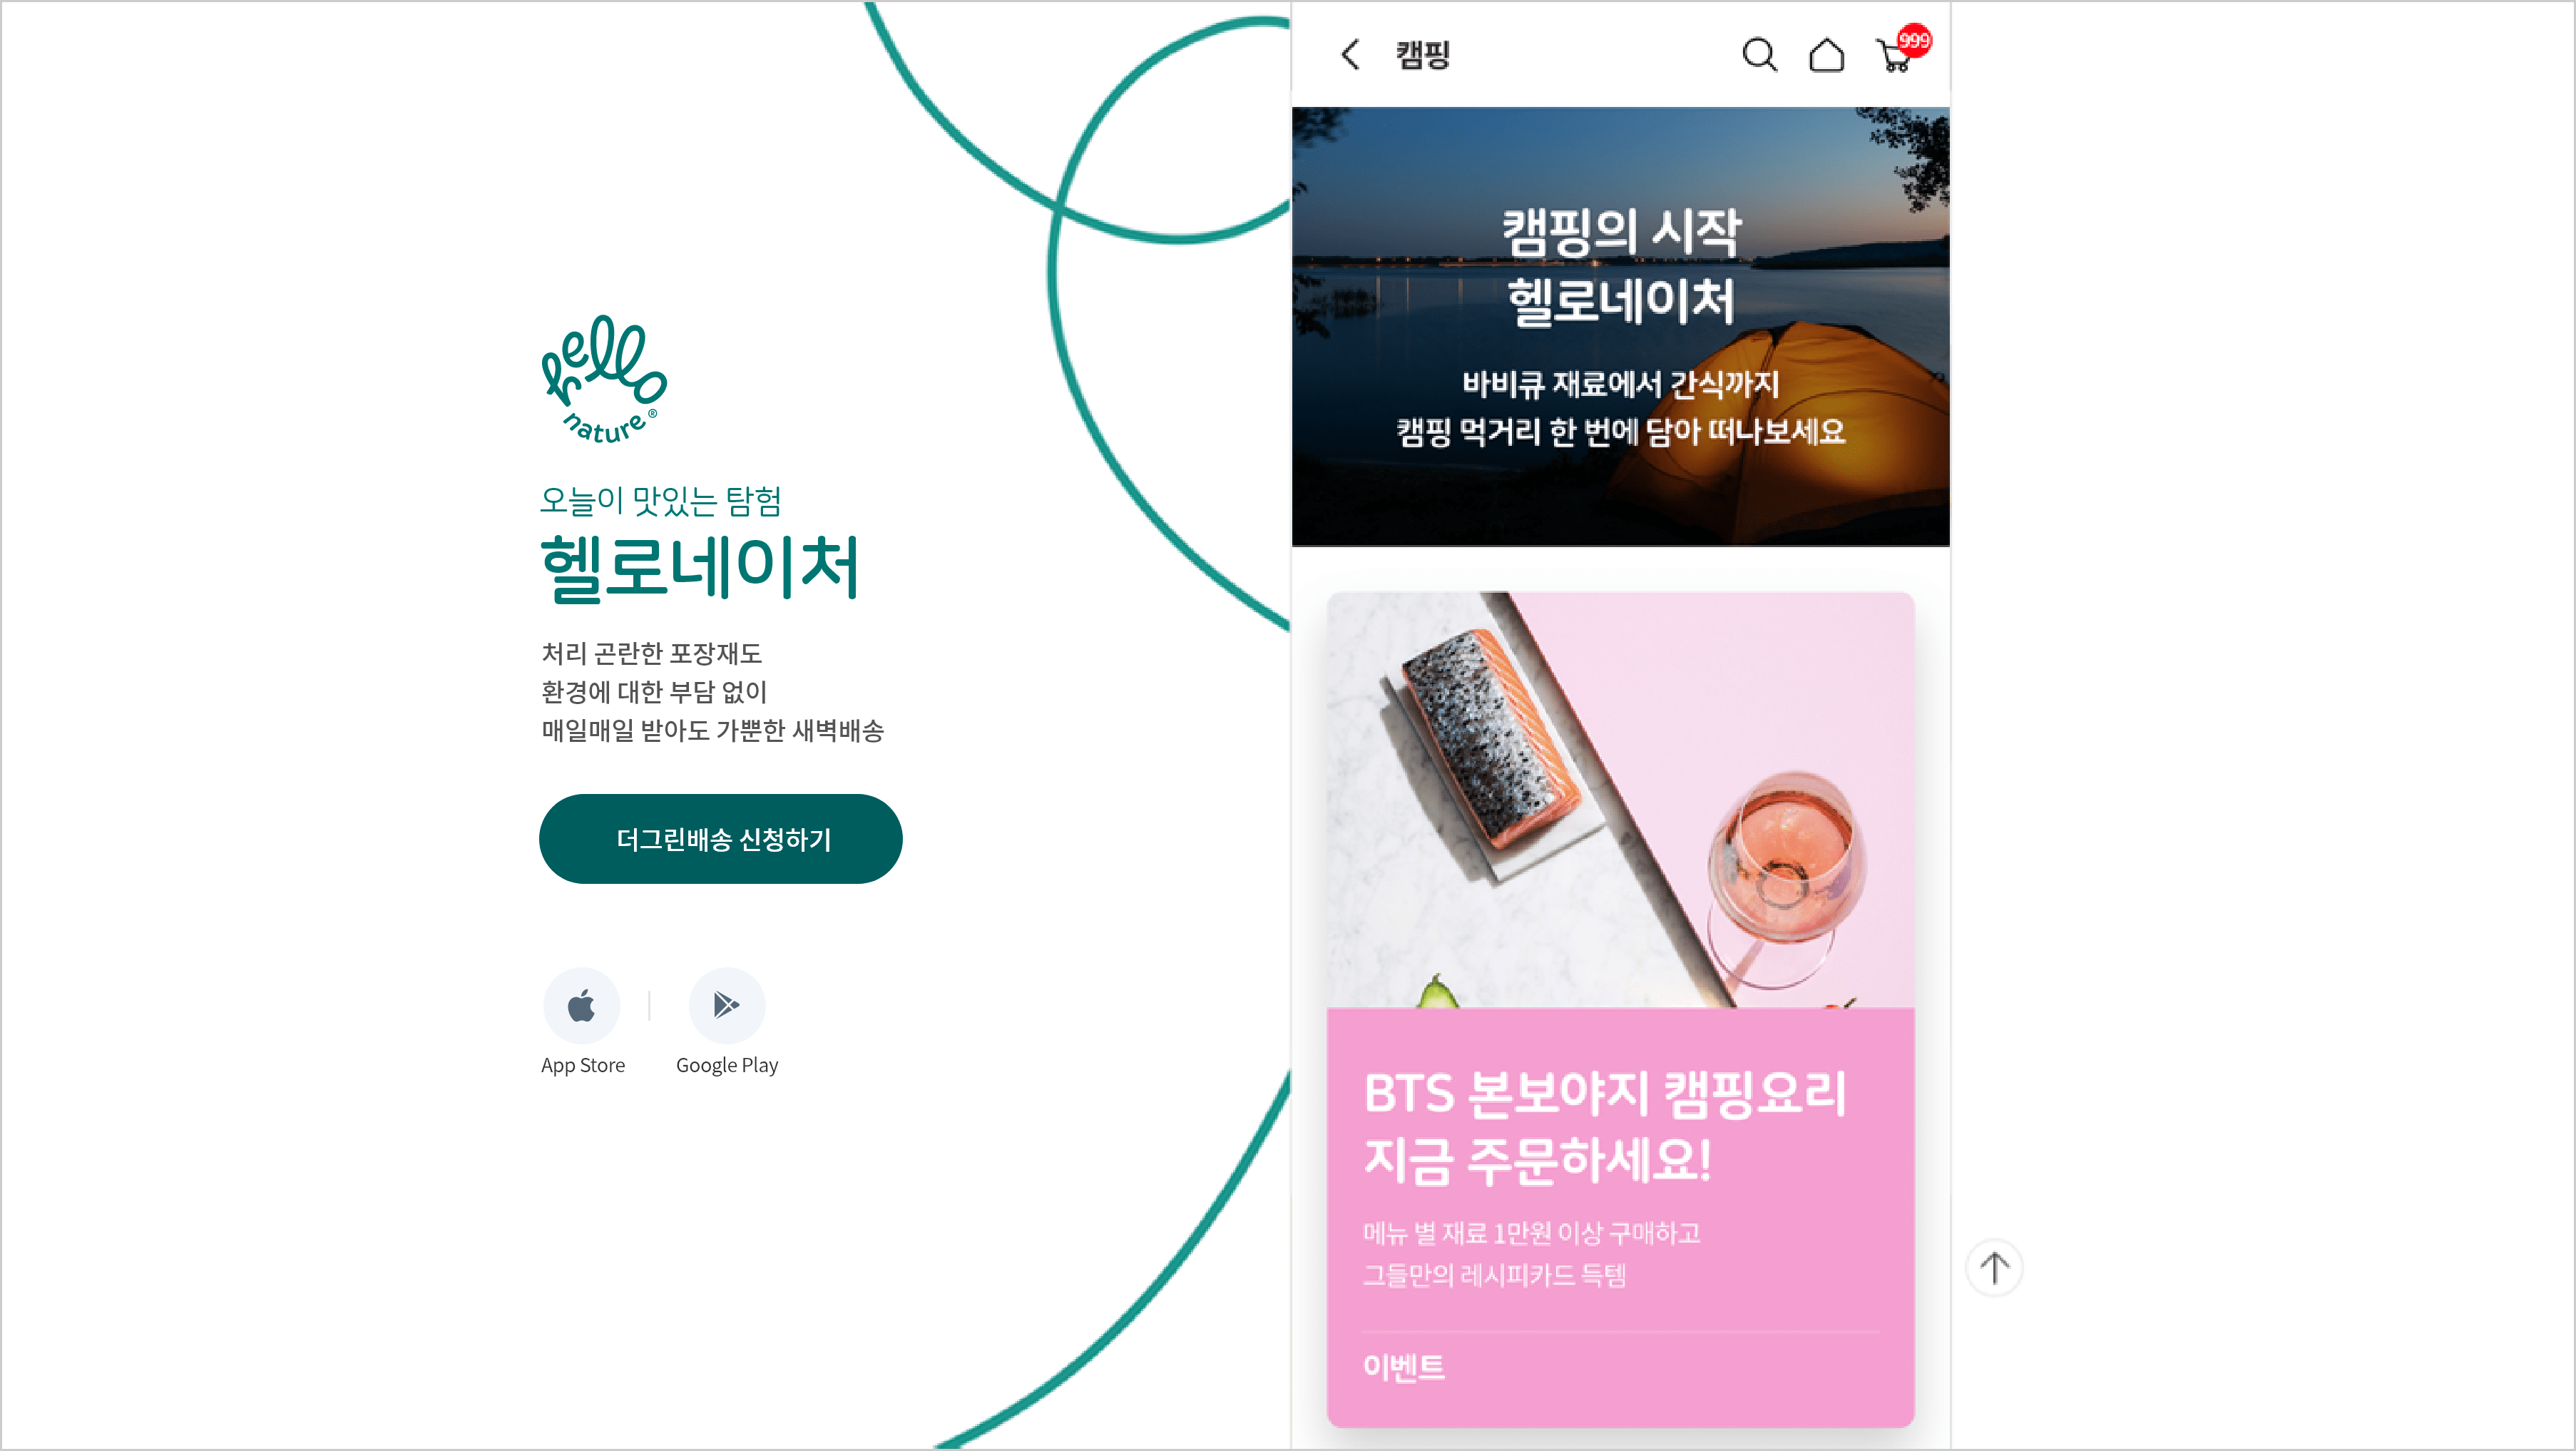 hello
nature®
오늘이 맛있는 탐험
헬로네이처
처리 곤란한 포장재도
환경에 대한 부담 없이
매일매일 받아도 가뿐한 새벽배송
더그린배송 신청하기
App Store
Google Play
캠핑
999
캠핑의 시작
헬로네이처
바비큐 재료에서 간식까지
캠핑 먹거리 한 번에 담아 떠나보세요
BTS 본보야지 캠핑요리
지금 주문하세요!
메뉴 별 재료 1만원 이상 구매하고
그들만의 레시피카드 득템
이벤트